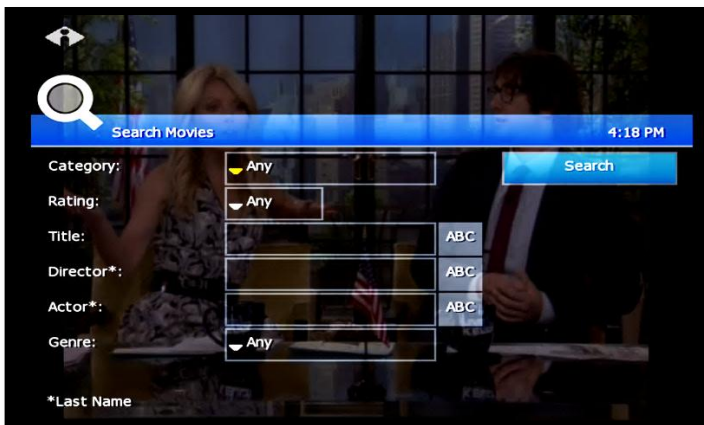 Search Movies 4:18 PM
Category: Any Search
Rating: Any
Title: ABC
Director*: ABC
Actor*: ABC
Genre: Any
*Last Name